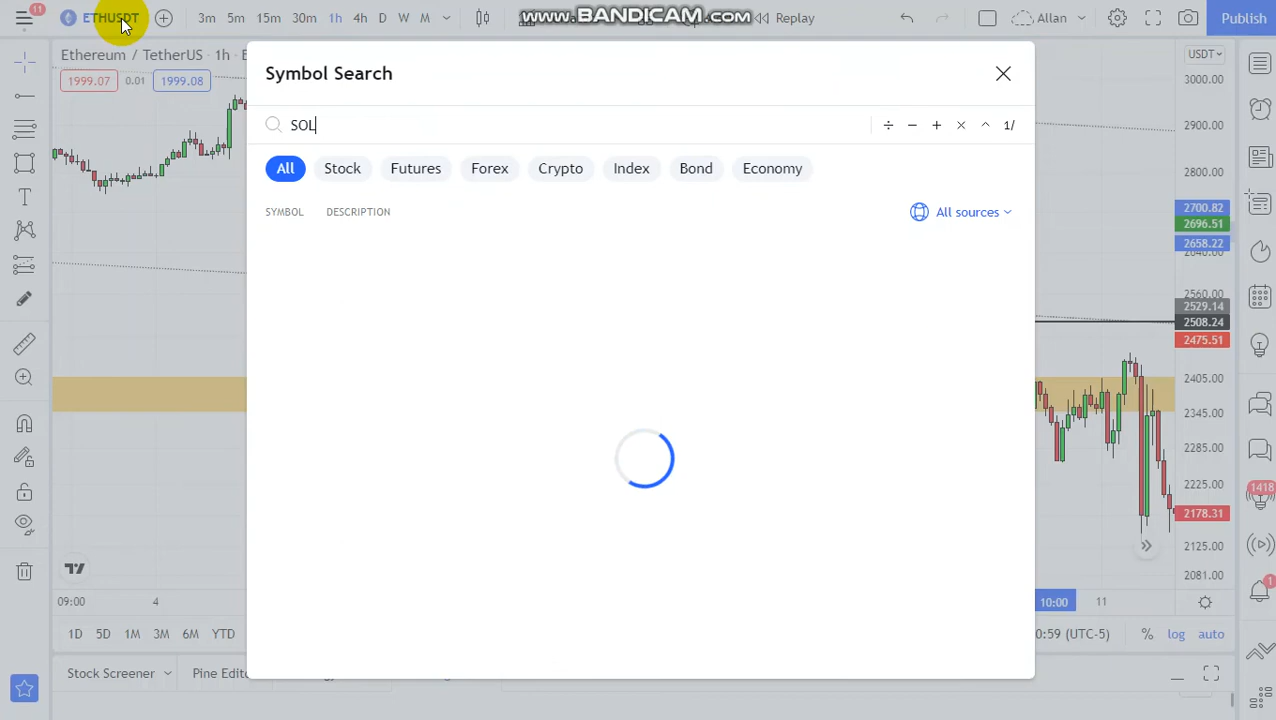 11
ETHUSDT
3m 5m 15m 30m 1h 4h D W M
www.BANDICAM.com
Replay
Allan
Publish
Ethereum / TetherUS · 1h ·
1999.07 0.01 1999.08
USDT
Symbol Search
SOL
÷ − + × ^ 1/
All Stock Futures Forex Crypto Index Bond Economy
SYMBOL DESCRIPTION
All sources
3000.00
2900.00
2800.00
2700.82
2696.51
2658.22
2560.00
2529.14
2508.24
2475.51
2405.00
2345.00
2285.00
2225.00
1418
2178.31
2125.00
2081.00
1
09:00 4 10:00 11
1D 5D 1M 3M 6M YTD
0:59 (UTC-5) % log auto
Stock Screener